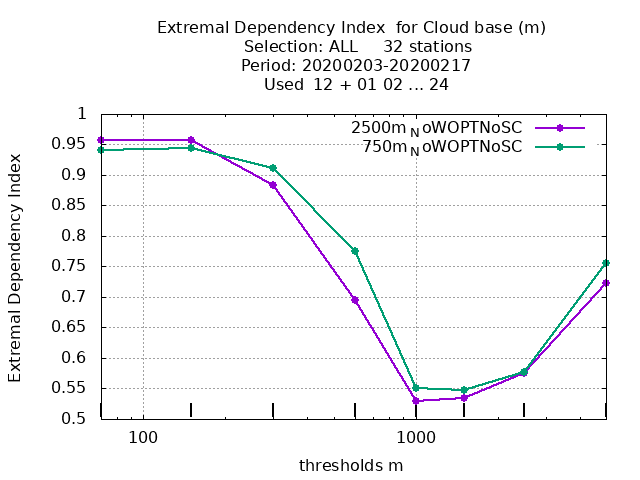 Extremal Dependency Index  for Cloud base (m)
Selection: ALL     32 stations
Period: 20200203-20200217
Used  12 + 01 02 ... 24
2500m_NoWOPTNoSC
750m_NoWOPTNoSC
1
0.95
0.9
0.85
0.8
0.75
0.7
0.65
0.6
0.55
0.5
Extremal Dependency Index
100
1000
thresholds m